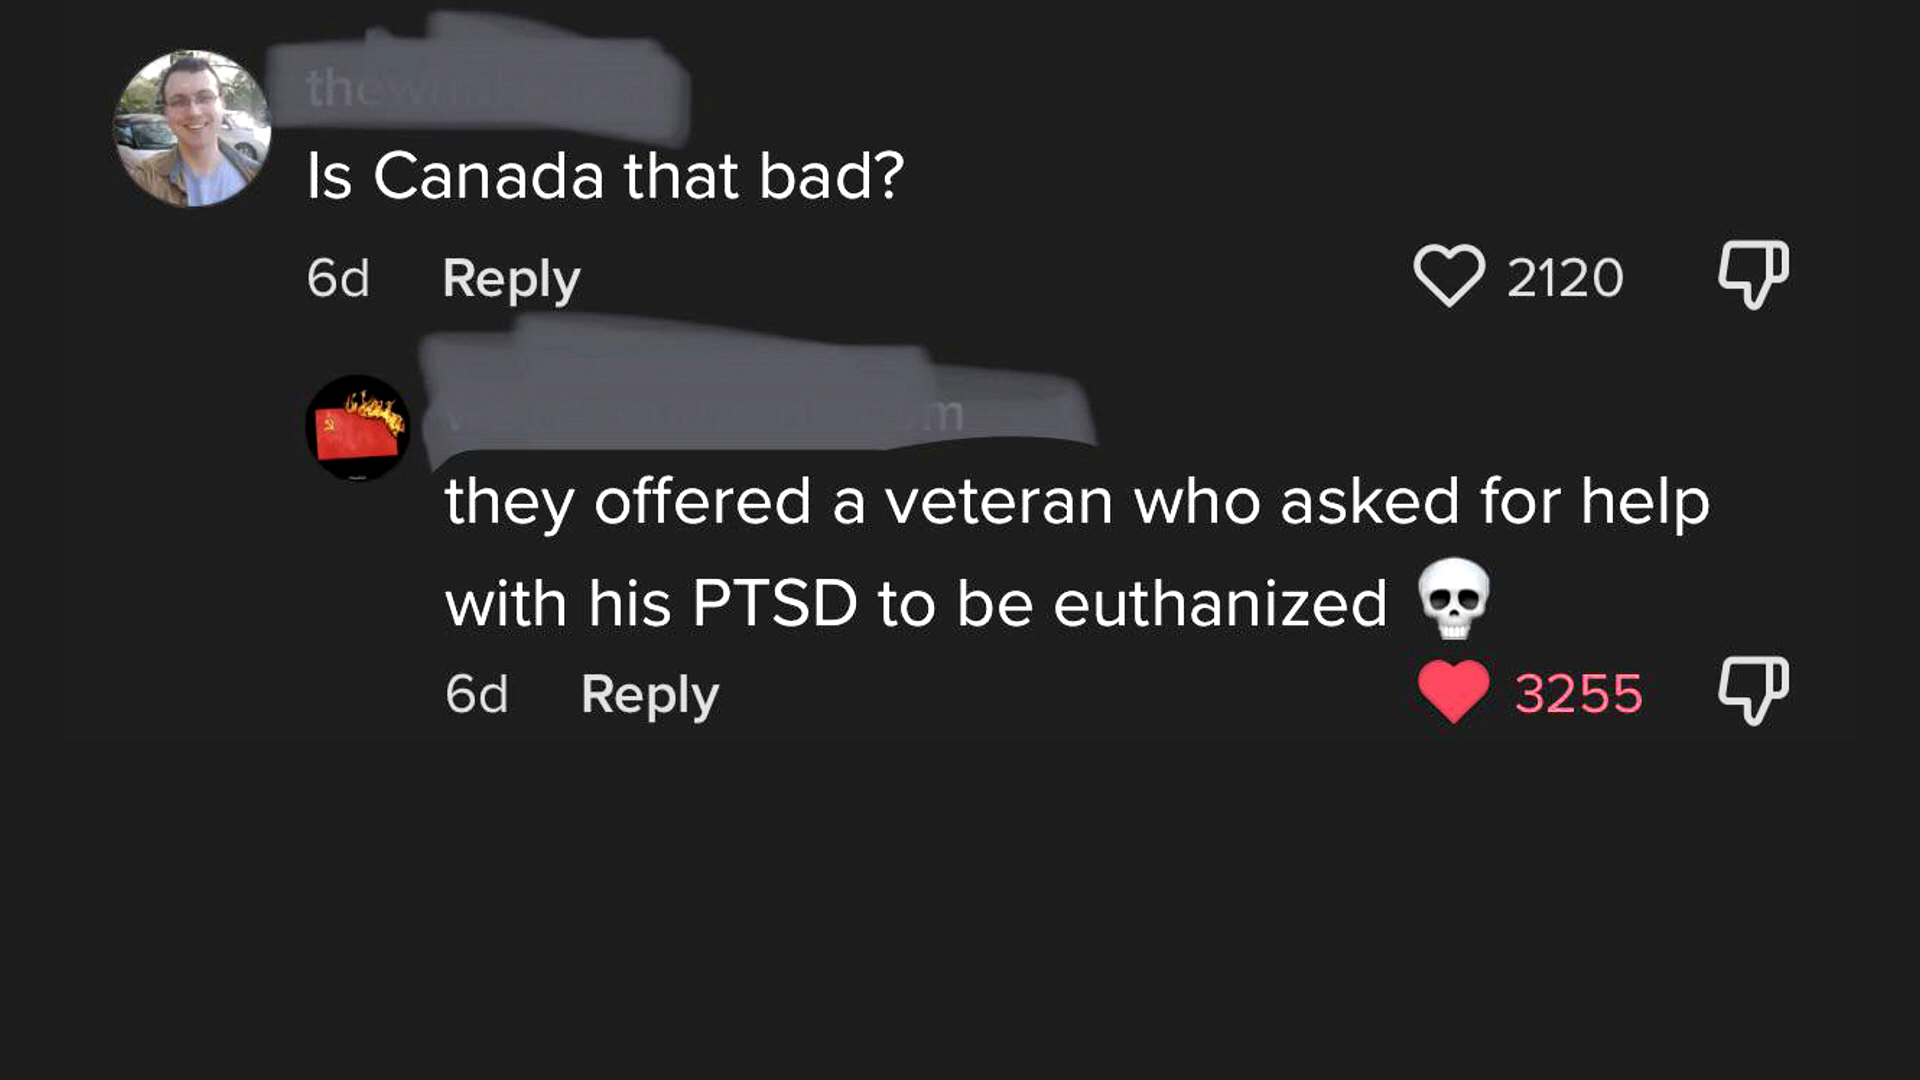 Is Canada that bad?
6d Reply 2120
they offered a veteran who asked for help
with his PTSD to be euthanized 💀
6d Reply 3255